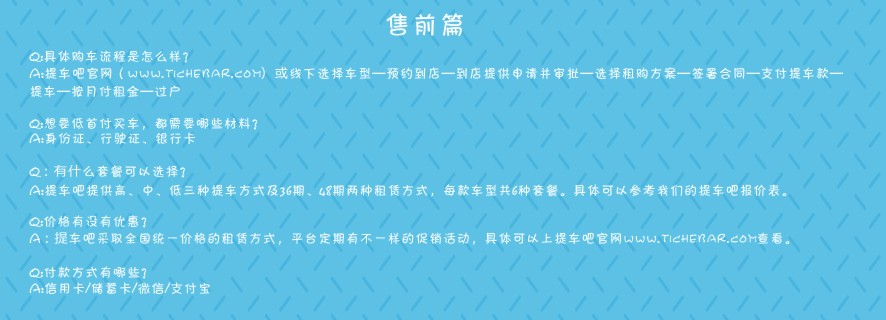 售前篇
Q:具体购车流程是怎么样?
A:提车吧官网（WWW.TICHEBAR.COM）或线下选择车型—预约到店—到店提供申请并审批—选择租购方案—签署合同—支付提车款—
提车—按月付租金—过户
Q:想要低首付买车，都需要哪些材料?
A:身份证、行驶证、银行卡
Q：有什么套餐可以选择?
A:提车吧提供高、中、低三种提车方式及36期、48期两种租赁方式，每款车型共6种套餐。具体可以参考我们的提车吧报价表。
Q:价格有没有优惠?
A：提车吧采取全国统一价格的租赁方式，平台定期有不一样的促销活动，具体可以上提车吧官网WWW.TICHEBAR.COM查看。
Q:付款方式有哪些?
A:信用卡/储蓄卡/微信/支付宝